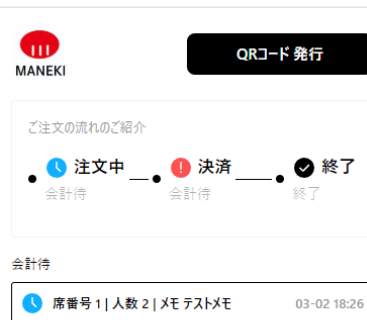 MANEKI
QRコード 発行
ご注文の流れのご紹介
注文中
会計待
決済
会計待
終了
終了
会計待
席番号 1 | 人数 2 | メモ テストメモ
03-02 18:26